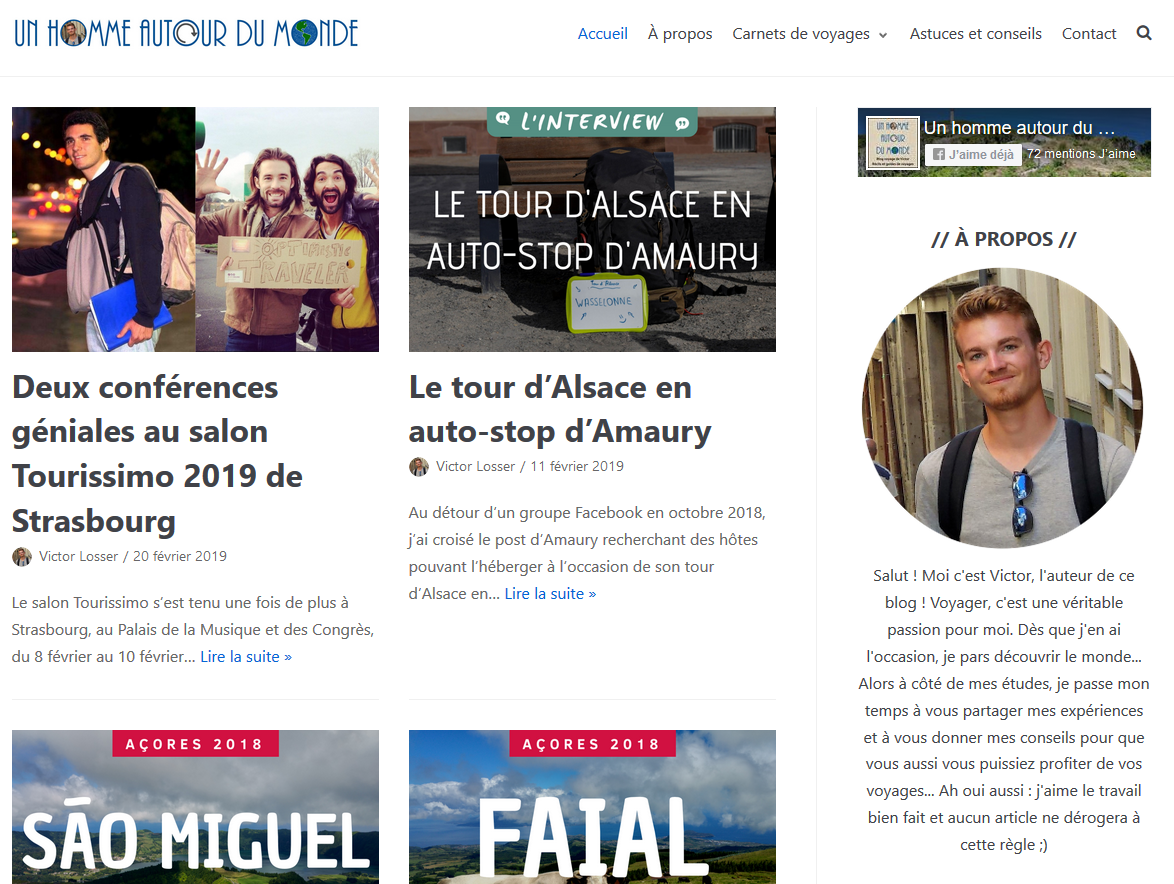 UN HOMME AUTOUR DU MONDE
Accueil
À propos
Carnets de voyages
Astuces et conseils
Contact
OPTIMISTIC
TRAVELER
Deux conférences
géniales au salon
Tourissimo 2019 de
Strasbourg
Victor Losser / 20 février 2019
Le salon Tourissimo s’est tenu une fois de plus à
Strasbourg, au Palais de la Musique et des Congrès,
du 8 février au 10 février... Lire la suite »
L'INTERVIEW
LE TOUR D'ALSACE EN
AUTO-STOP D'AMAURY
WASSELONNE
Le tour d’Alsace en
auto-stop d’Amaury
Victor Losser / 11 février 2019
Au détour d’un groupe Facebook en octobre 2018,
j’ai croisé le post d’Amaury recherchant des hôtes
pouvant l’héberger à l’occasion de son tour
d’Alsace en... Lire la suite »
AÇORES 2018
SÃO MIGUEL
AÇORES 2018
FAIAL
UN HOMME
AUTOUR
DU MONDE
Un homme autour du ...
J'aime déjà
72 mentions J’aime
// À PROPOS //
Salut ! Moi c'est Victor, l'auteur de ce
blog ! Voyager, c'est une véritable
passion pour moi. Dès que j'en ai
l'occasion, je pars découvrir le monde...
Alors à côté de mes études, je passe mon
temps à vous partager mes expériences
et à vous donner mes conseils pour que
vous aussi vous puissiez profiter de vos
voyages... Ah oui aussi : j'aime le travail
bien fait et aucun article ne dérogera à
cette règle ;)